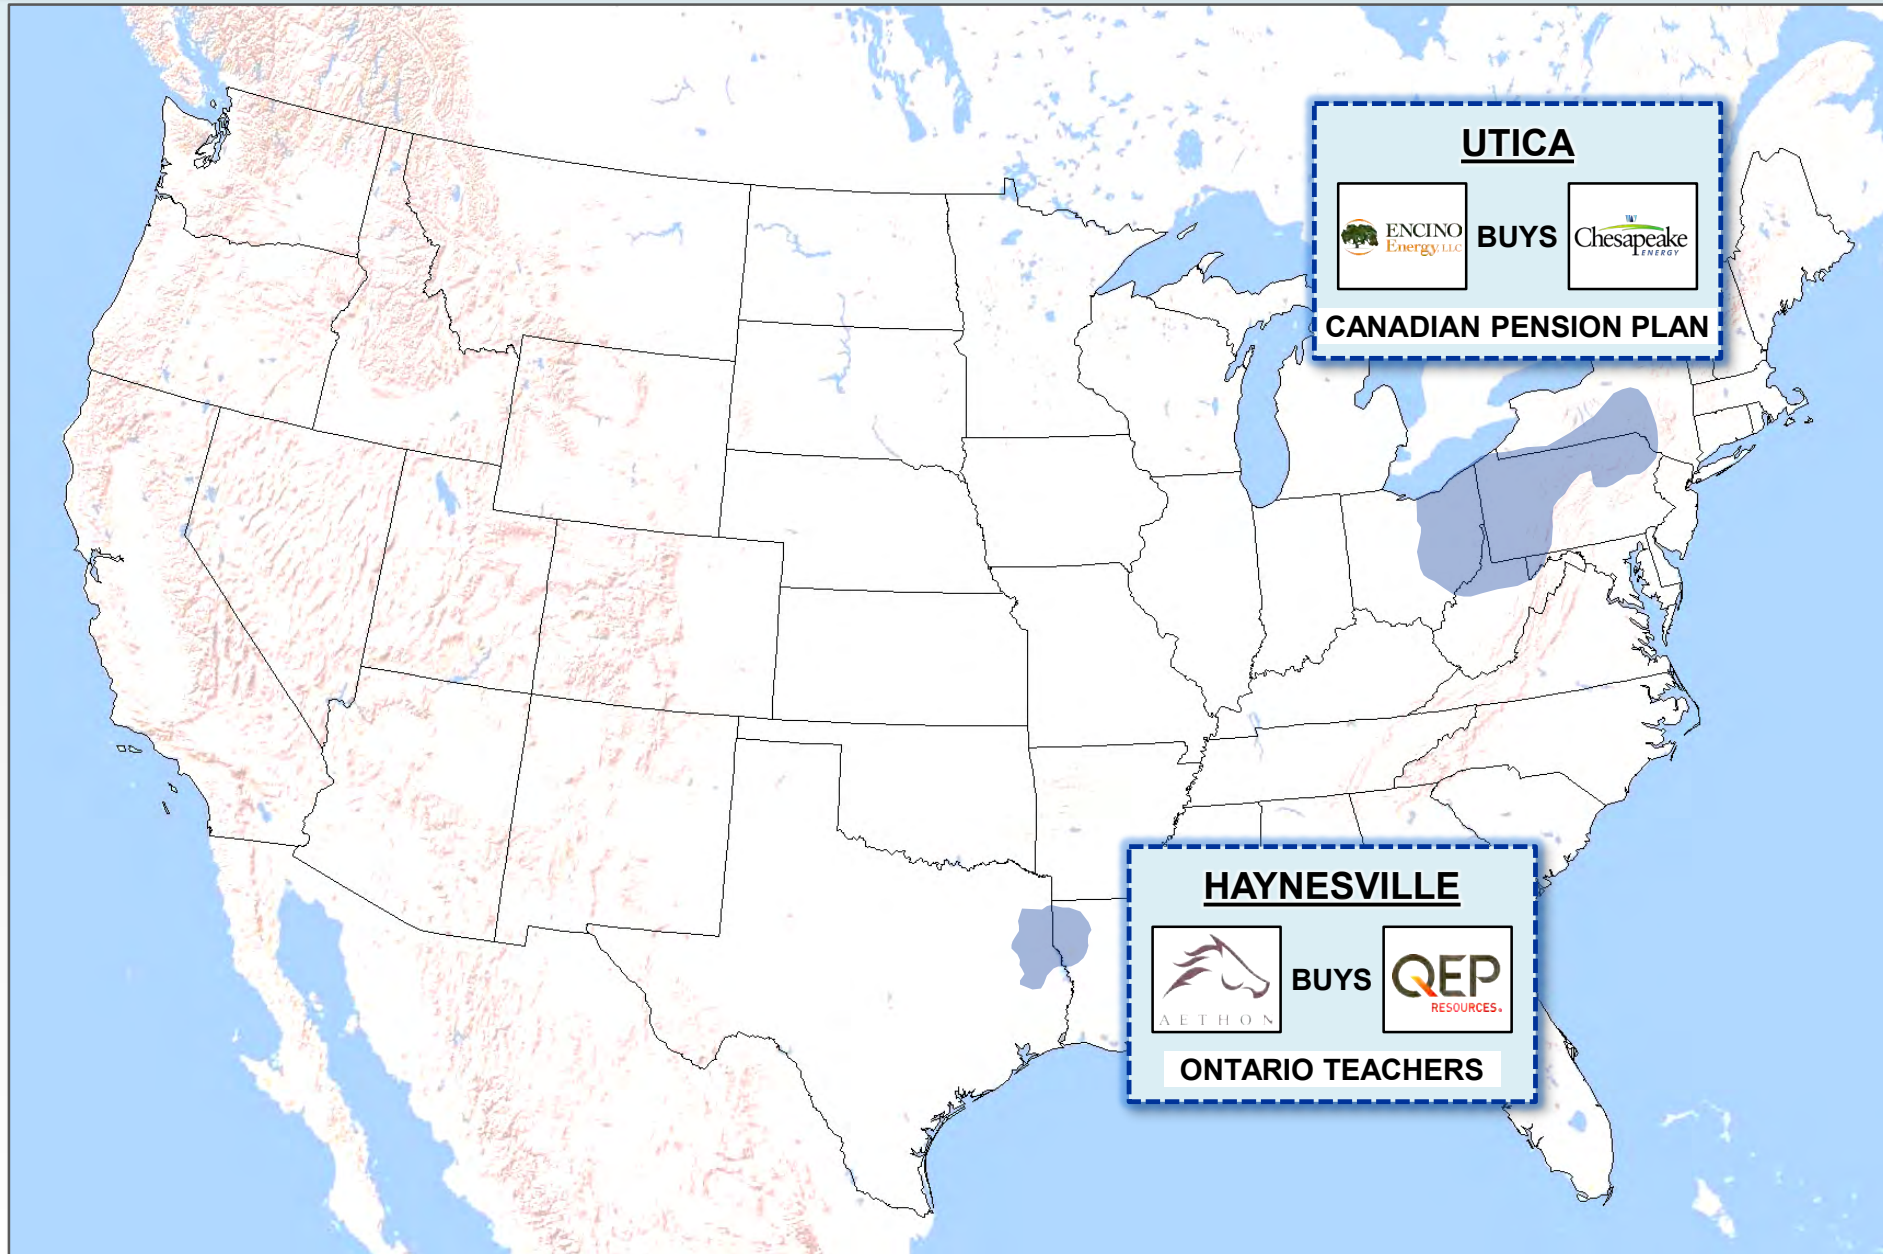 UTICA
ENCINO
Energy, LLC
BUYS
Chesapeake
ENERGY
CANADIAN PENSION PLAN
HAYNESVILLE
AETHON
BUYS
QEP
RESOURCES®
ONTARIO TEACHERS